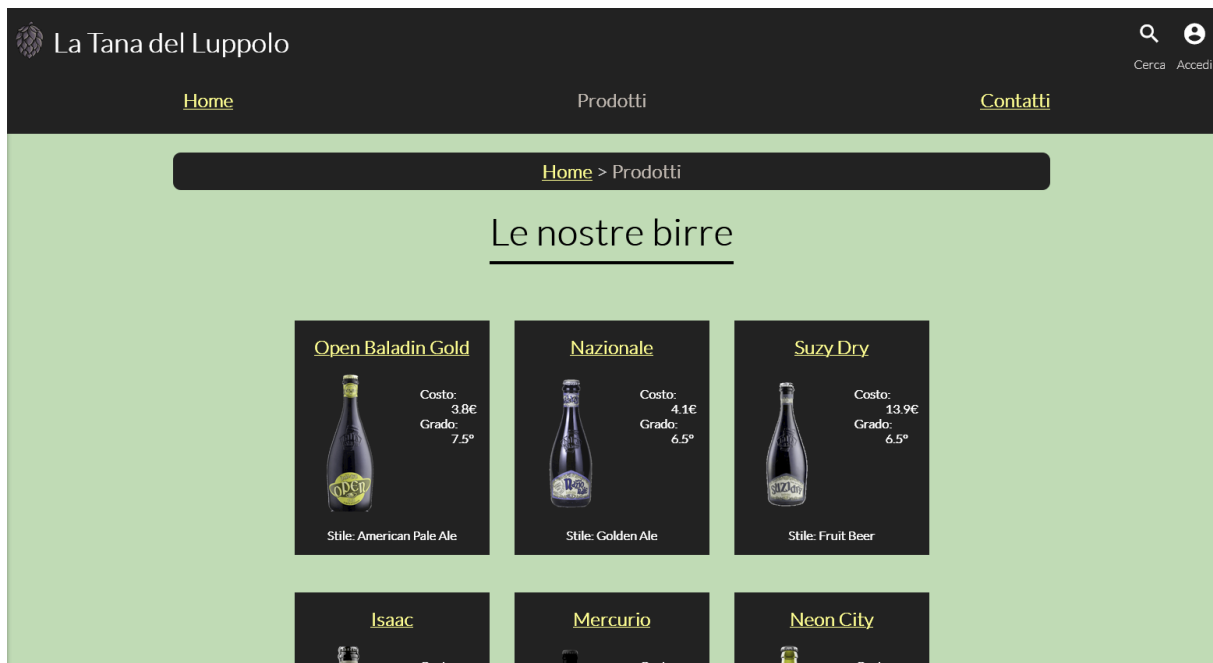 La Tana del Luppolo
Cerca Accedi
Home Prodotti Contatti
Home > Prodotti
Le nostre birre
Open Baladin Gold
Costo:
3.8€
Grado:
7.5°
OPEN
Stile: American Pale Ale
Nazionale
Costo:
4.1€
Grado:
6.5°
Stile: Golden Ale
Suzy Dry
Costo:
13.9€
Grado:
6.5°
Stile: Fruit Beer
Isaac
Mercurio
Neon City